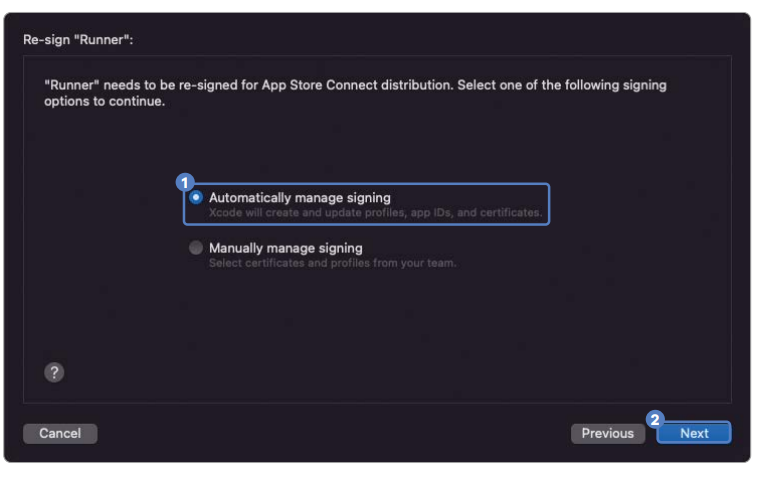 Re-sign "Runner":
"Runner" needs to be re-signed for App Store Connect distribution. Select one of the following signing
options to continue.
1
Automatically manage signing
Xcode will create and update profiles, app IDs, and certificates.
Manually manage signing
Select certificates and profiles from your team.
?
2
Cancel Previous Next